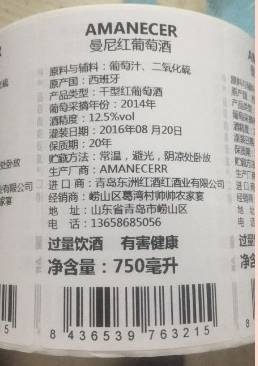 AMANECER
曼尼红葡萄酒
原料与辅料：葡萄汁、二氧化硫
原产国：西班牙
产品类型：干型红葡萄酒
葡萄采摘年份：2014年
酒精度：12.5%vol
灌装日期：2016年08月20日
保质期：20年
贮藏方法：常温，避光，阴凉处卧放
生产厂商：AMANECERR
进口商：青岛东洲红酒红酒业有限公司
经销商：崂山区葛湾村帅帅农家宴
地址：山东省青岛市崂山区
电话：13658685056
过量饮酒 有害健康
净含量：750毫升
8 436539 763215